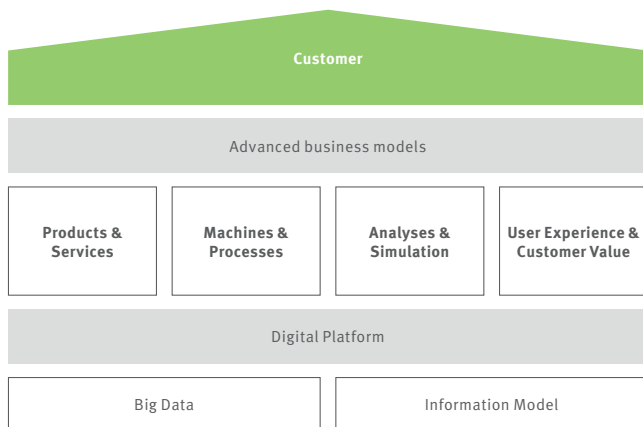 Customer
Advanced business models
Products &
Services
Machines &
Processes
Analyses &
Simulation
User Experience &
Customer Value
Digital Platform
Big Data
Information Model